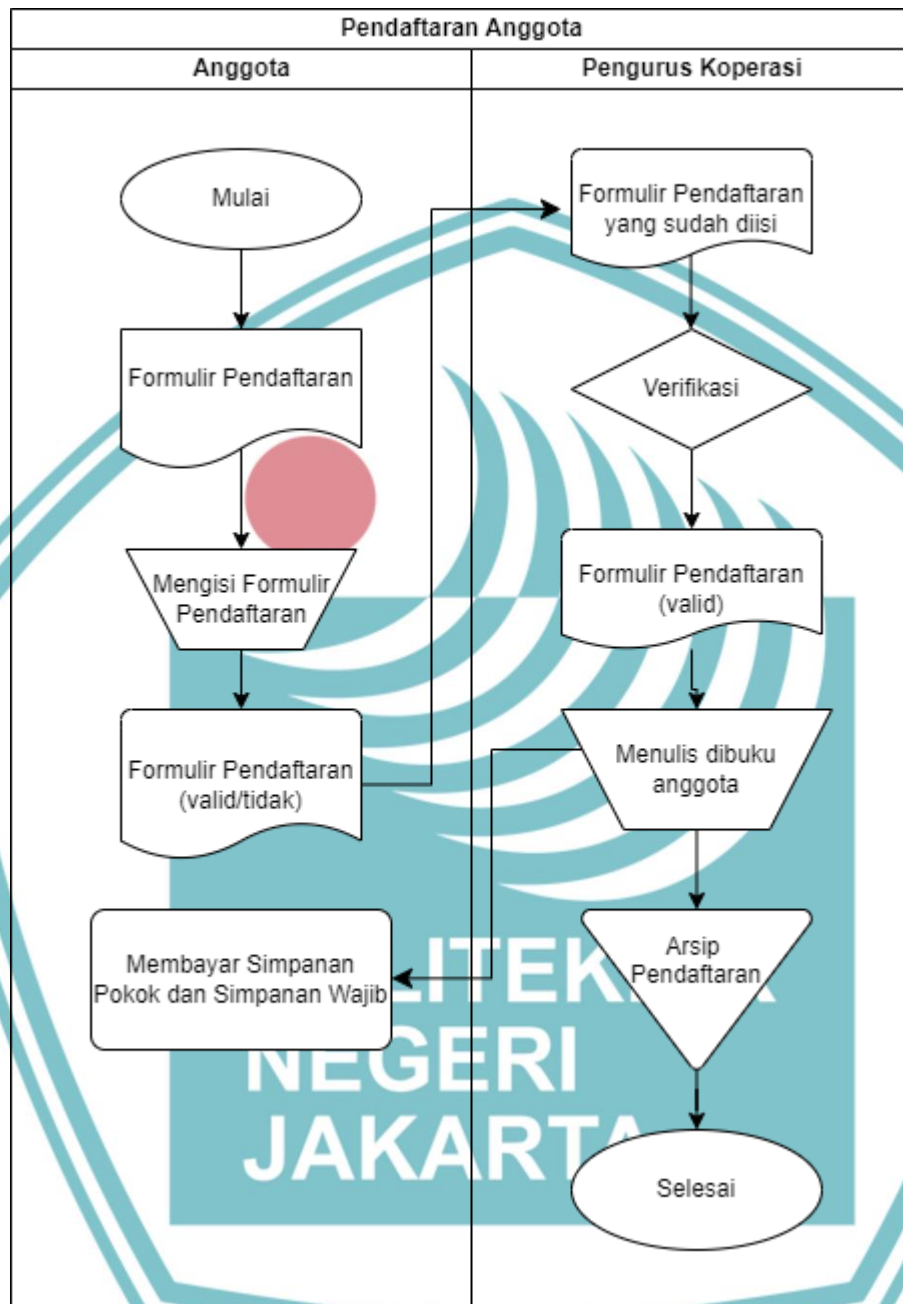 Pendaftaran Anggota
Anggota
Pengurus Koperasi
Mulai
Formulir Pendaftaran
Mengisi Formulir
Pendaftaran
Formulir Pendaftaran
(valid/tidak)
Membayar Simpanan
Pokok dan Simpanan Wajib
Formulir Pendaftaran
yang sudah diisi
Verifikasi
Formulir Pendaftaran
(valid)
Menulis dibuku
anggota
Arsip
Pendaftaran
Selesai
NEGERI
JAKARTA